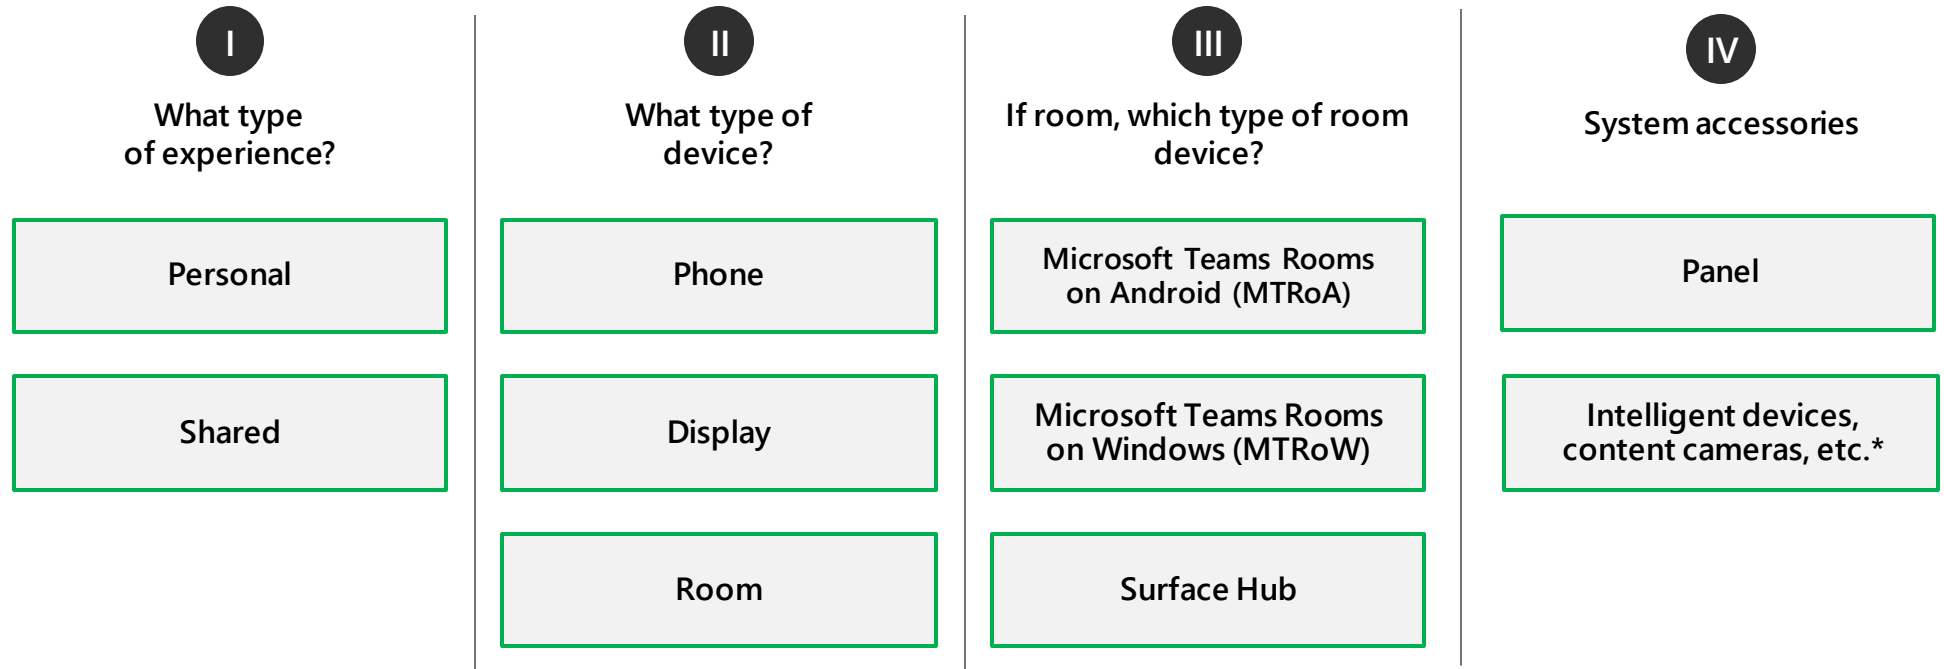 I
What type
of experience?
Personal
Shared
II
What type of
device?
Phone
Display
Room
III
If room, which type of room
device?
Microsoft Teams Rooms
on Android (MTRoA)
Microsoft Teams Rooms
on Windows (MTRoW)
Surface Hub
IV
System accessories
Panel
Intelligent devices,
content cameras, etc.*